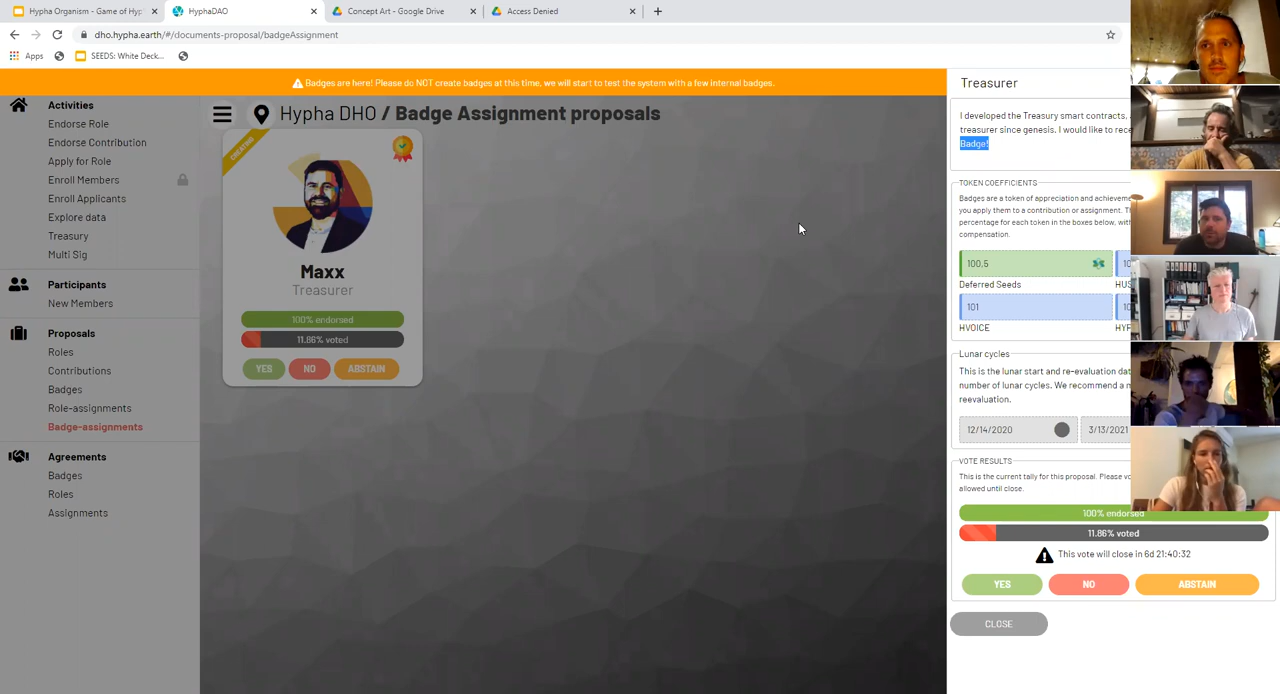 Hypha Organism - Game of Hyp
HyphaDAO
Concept Art - Google Drive
Access Denied
dho.hypha.earth/#/documents-proposal/badgeAssignment
Apps
SEEDS: White Deck...
Badges are here! Please do NOT create badges at this time, we will start to test the system with a few internal badges.
Activities
Endorse Role
Endorse Contribution
Apply for Role
Enroll Members
Enroll Applicants
Explore data
Treasury
Multi Sig
Participants
New Members
Proposals
Roles
Contributions
Badges
Role-assignments
Badge-assignments
Agreements
Badges
Roles
Assignments
Hypha DHO / Badge Assignment proposals
CREATING
Maxx
Treasurer
100% endorsed
11.86% voted
YES NO ABSTAIN
Treasurer
I developed the Treasury smart contracts,
treasurer since genesis. I would like to rece
Badge!
TOKEN COEFFICIENTS
Badges are a token of appreciation and achieveme
you apply them to a contribution or assignment. Th
percentage for each token in the boxes below, with
compensation.
100.5 10
Deferred Seeds HUS
101 10
HVOICE HYP
Lunar cycles
This is the lunar start and re-evaluation dat
number of lunar cycles. We recommend a m
reevaluation.
12/14/2020 3/13/2021
VOTE RESULTS
This is the current tally for this proposal. Please vo
allowed until close.
100% endorsed
11.86% voted
This vote will close in 6d 21:40:32
YES NO ABSTAIN
CLOSE